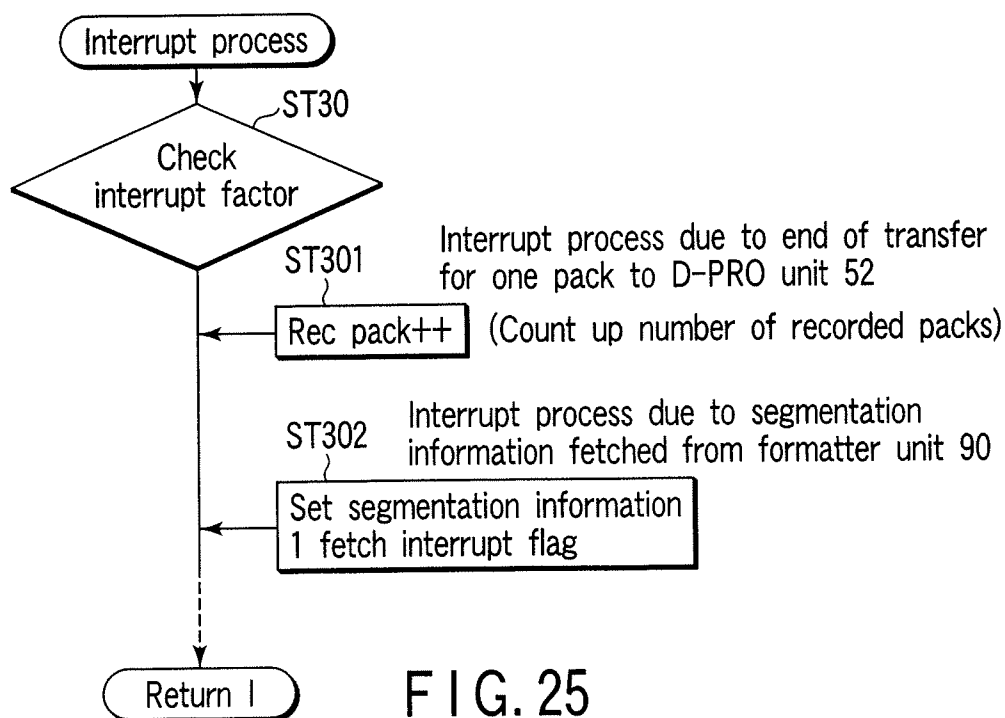 Interrupt process
ST30
Check
interrupt factor
Interrupt process due to end of transfer
for one pack to D-PRO unit 52
ST301
Rec pack++
(Count up number of recorded packs)
Interrupt process due to segmentation
information fetched from formatter unit 90
ST302
Set segmentation information
1 fetch interrupt flag
Return I
FIG. 25